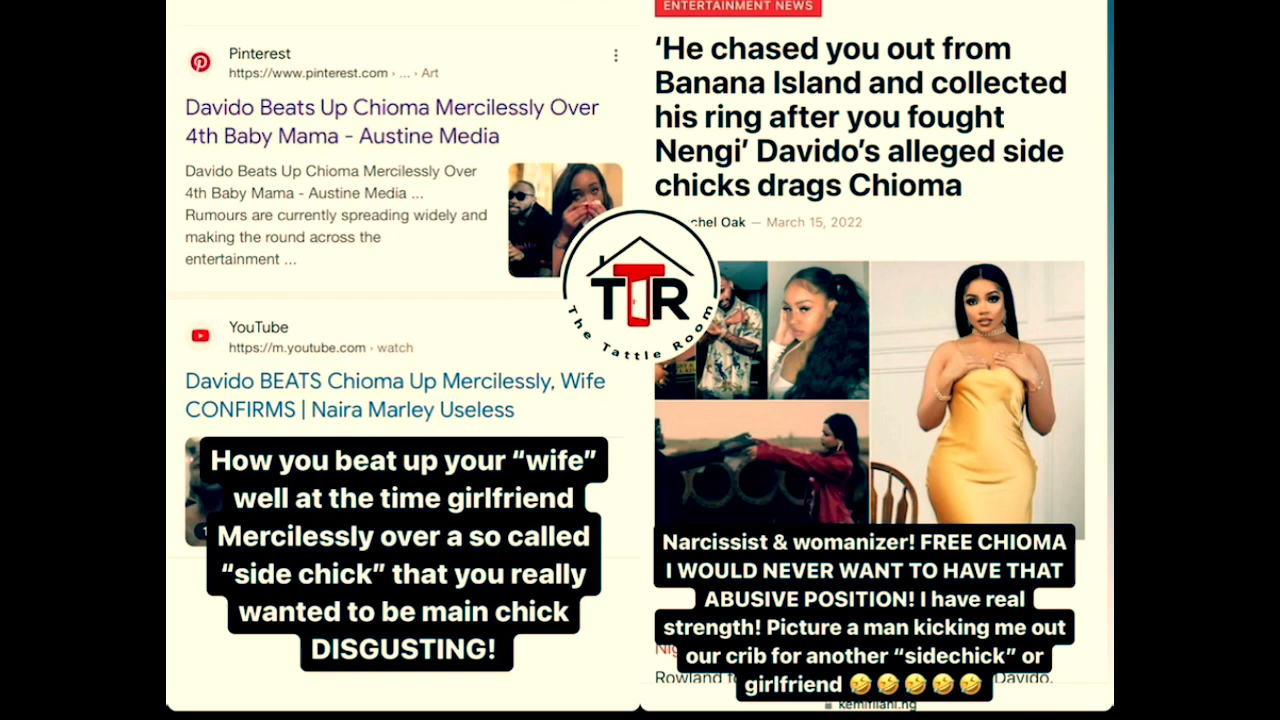 Pinterest
https://www.pinterest.com › ... › Art
Davido Beats Up Chioma Mercilessly Over
4th Baby Mama - Austine Media
Davido Beats Up Chioma Mercilessly Over
4th Baby Mama - Austine Media ...
Rumours are currently spreading widely and
making the round across the
entertainment ...
YouTube
https://m.youtube.com › watch
Davido BEATS Chioma Up Mercilessly, Wife
CONFIRMS | Naira Marley Useless
How you beat up your “wife”
well at the time girlfriend
Mercilessly over a so called
“side chick” that you really
wanted to be main chick
DISGUSTING!
TTR
The Tattle Room
ENTERTAINMENT NEWS
‘He chased you out from
Banana Island and collected
his ring after you fought
Nengi’ Davido’s alleged side
chicks drags Chioma
Oak — March 15, 2022
Narcissist & womanizer! FREE CHIOMA
I WOULD NEVER WANT TO HAVE THAT
ABUSIVE POSITION! I have real
strength! Picture a man kicking me out
our crib for another “sidechick” or
girlfriend 🤣🤣🤣🤣🤣
Rowland Davido.
kemifilani.ng